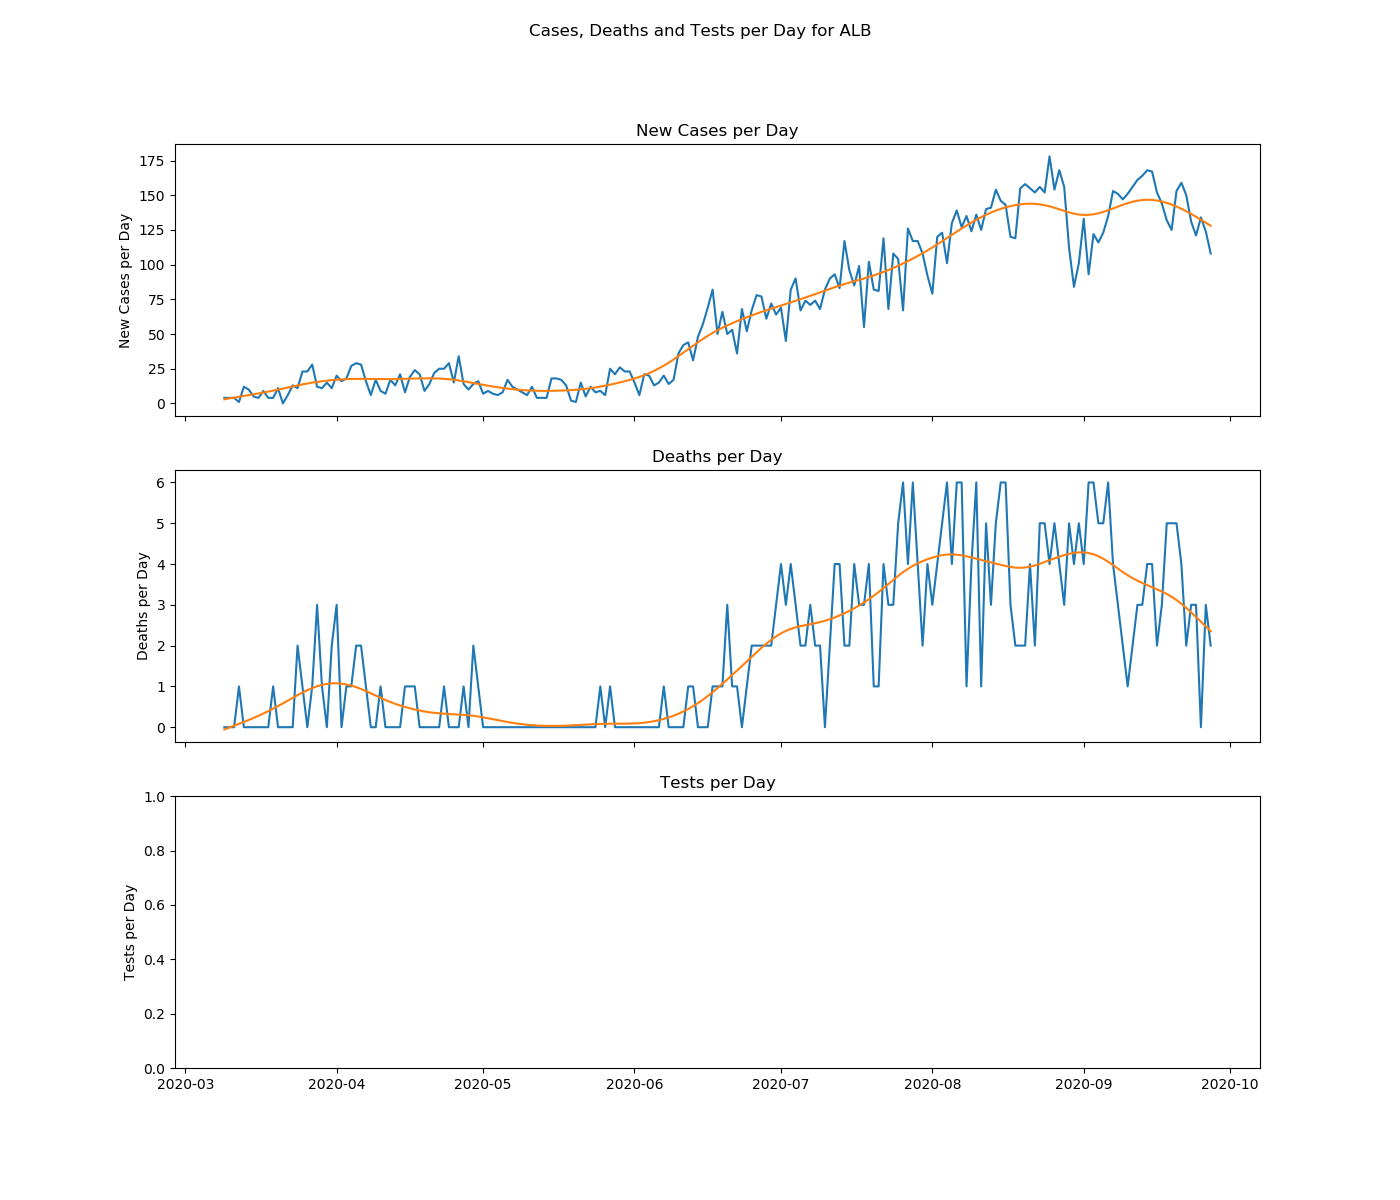 Cases, Deaths and Tests per Day for ALB
New Cases per Day
New Cases per Day
175
150
125
100
75
50
25
0
Deaths per Day
Deaths per Day
6
5
4
3
2
1
0
Tests per Day
Tests per Day
1.0
0.8
0.6
0.4
0.2
0.0
2020-03 2020-04 2020-05 2020-06 2020-07 2020-08 2020-09 2020-10